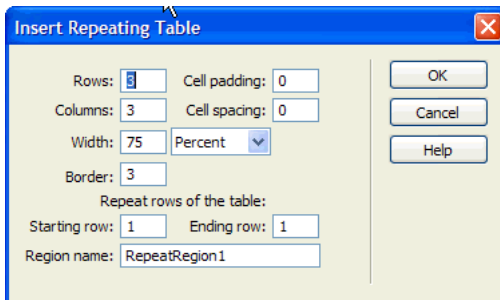 Insert Repeating Table
Rows: 3 Cell padding: 0 OK
Columns: 3 Cell spacing: 0 Cancel
Width: 75 Percent Help
Border: 3
Repeat rows of the table:
Starting row: 1 Ending row: 1
Region name: RepeatRegion1